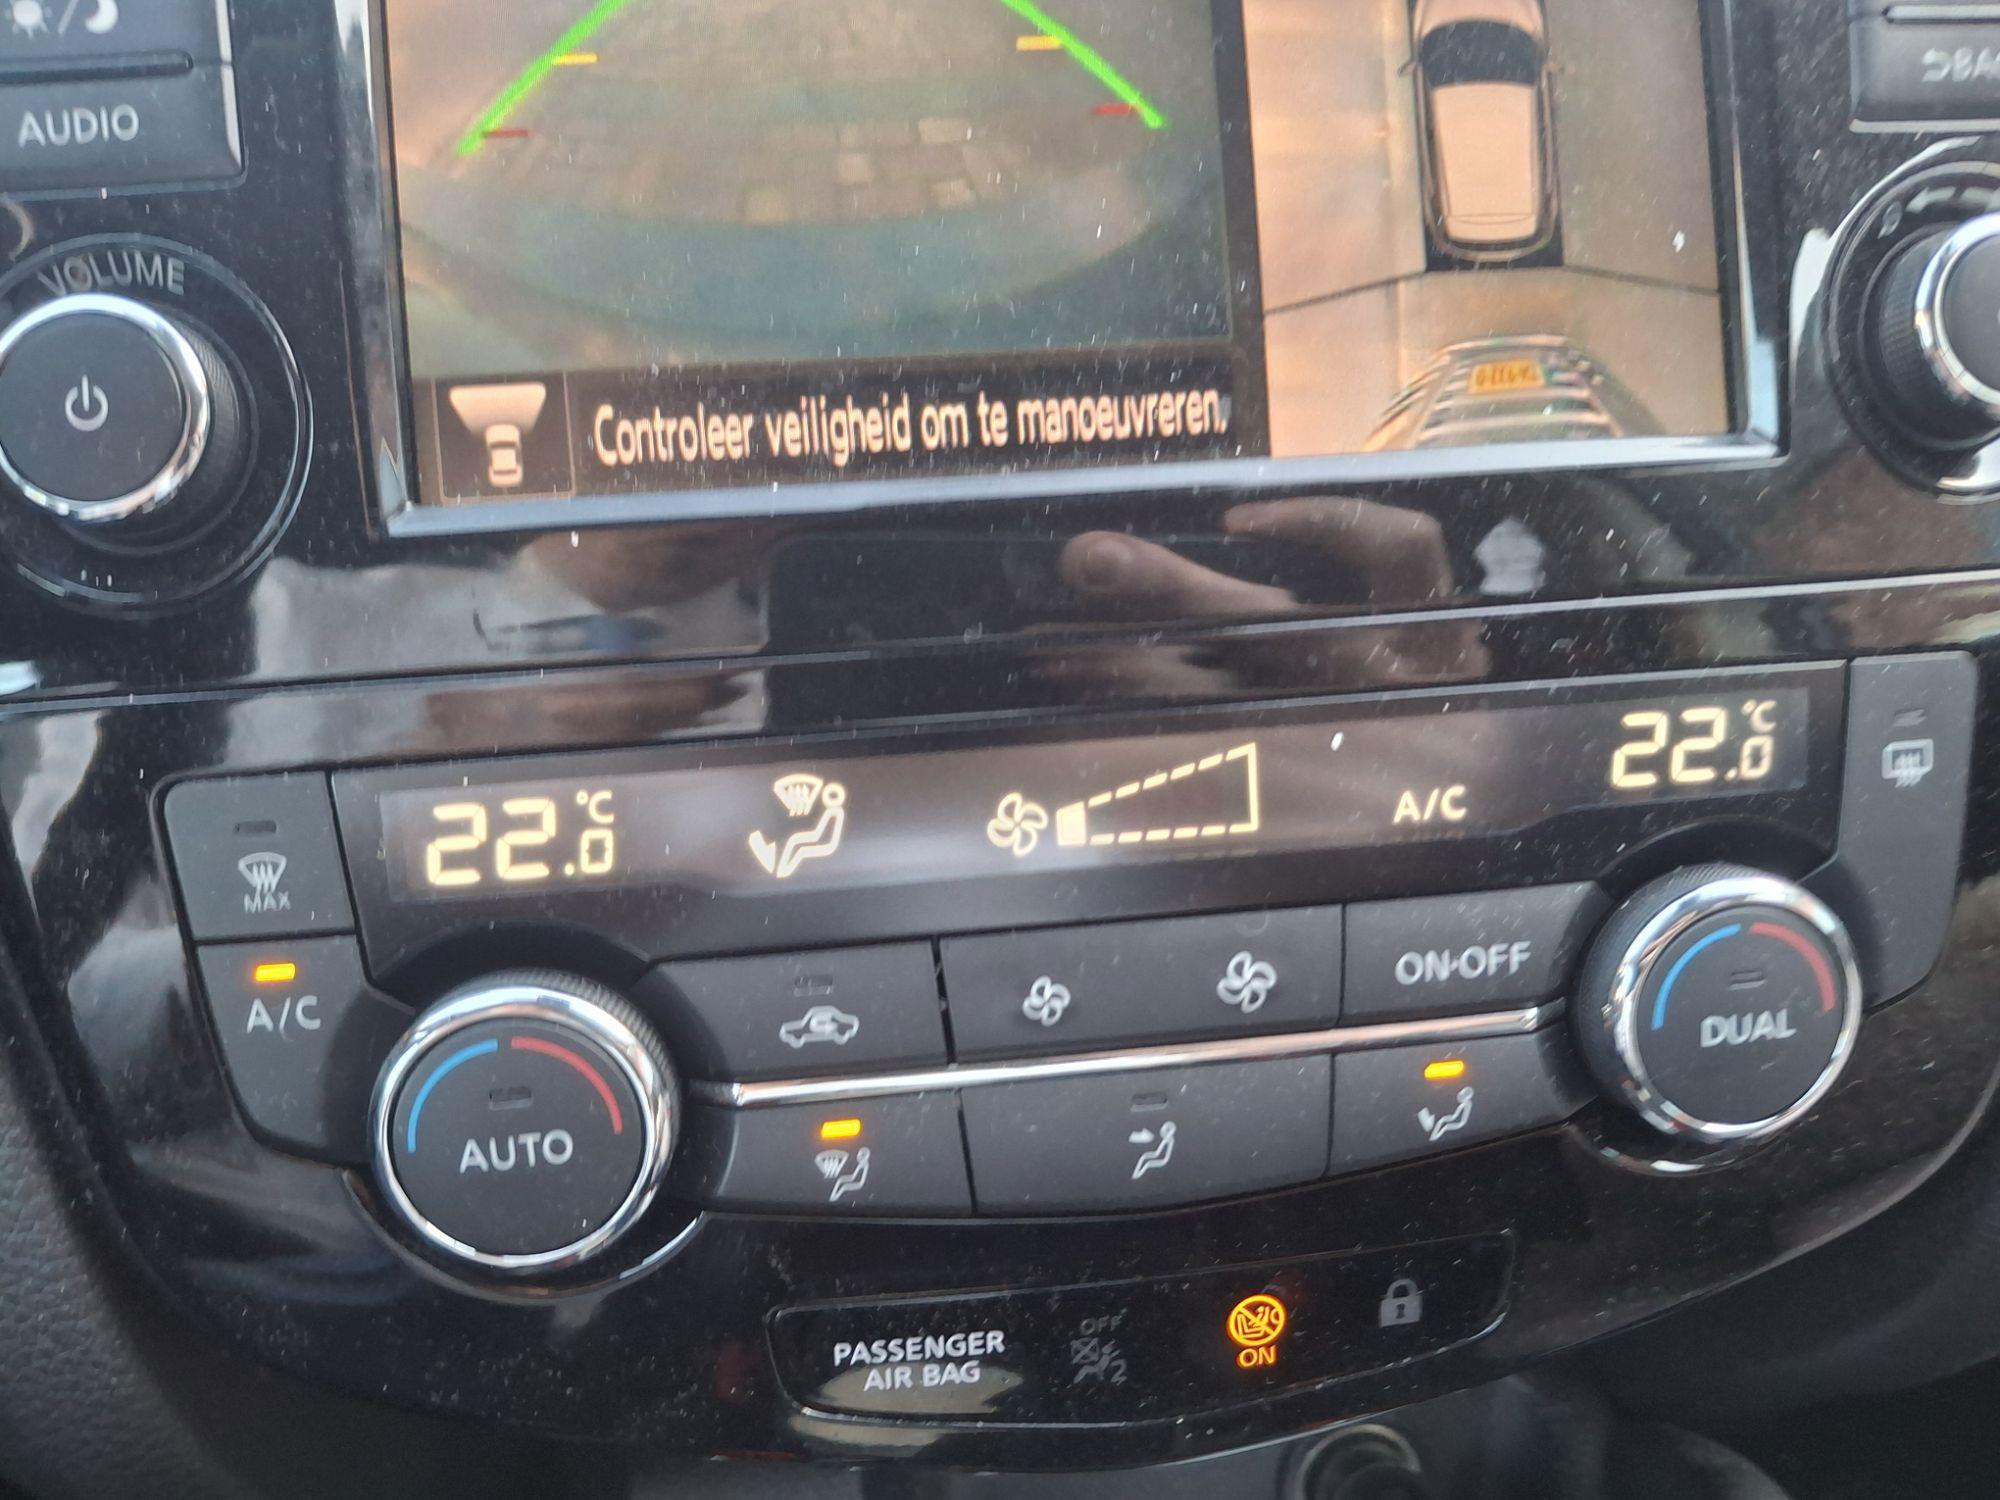 AUDIO
VOLUME
Controleer veiligheid om te manoeuvreren.
22.0 °C
A/C
22.0 °C
MAX
A/C
ON·OFF
AUTO
DUAL
PASSENGER
AIR BAG
OFF
2
ON